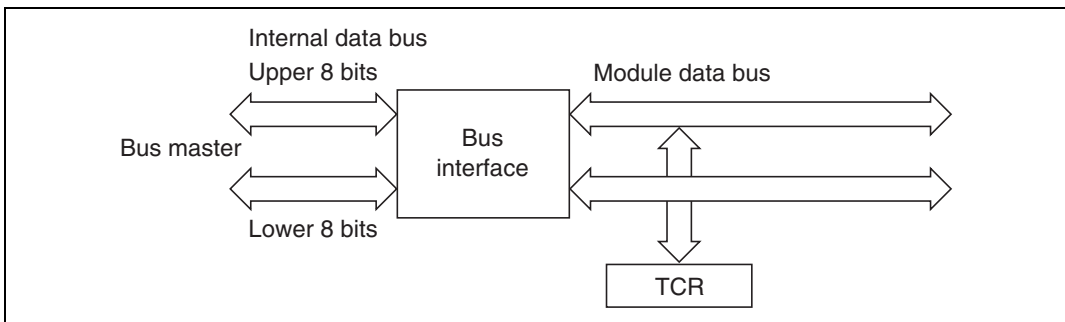 Internal data bus
Upper 8 bits
Module data bus
Bus master
Bus
interface
Lower 8 bits
TCR